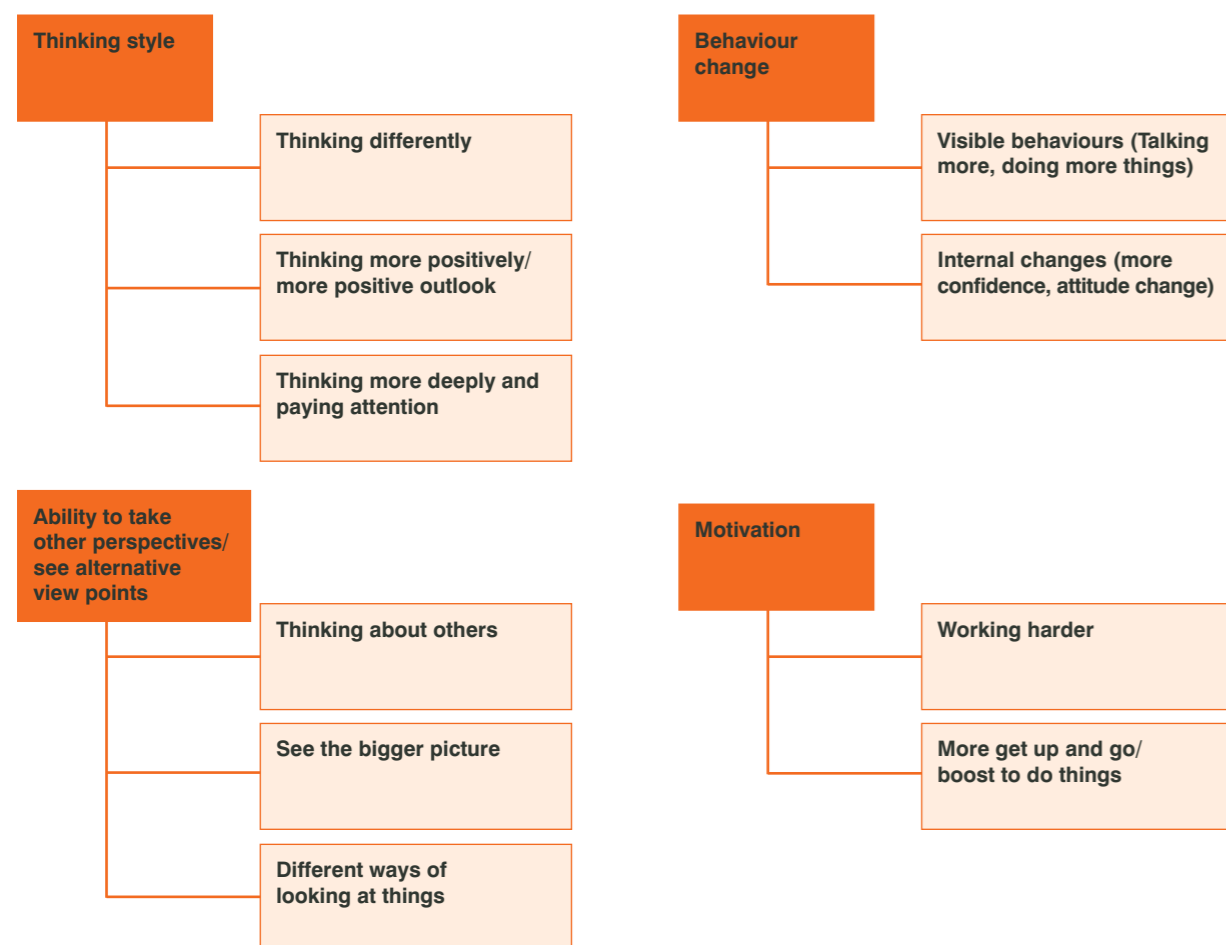 Thinking style
Thinking differently
Thinking more positively/
more positive outlook
Thinking more deeply and
paying attention
Behaviour
change
Visible behaviours (Talking
more, doing more things)
Internal changes (more
confidence, attitude change)
Ability to take
other perspectives/
see alternative
view points
Thinking about others
See the bigger picture
Different ways of
looking at things
Motivation
Working harder
More get up and go/
boost to do things